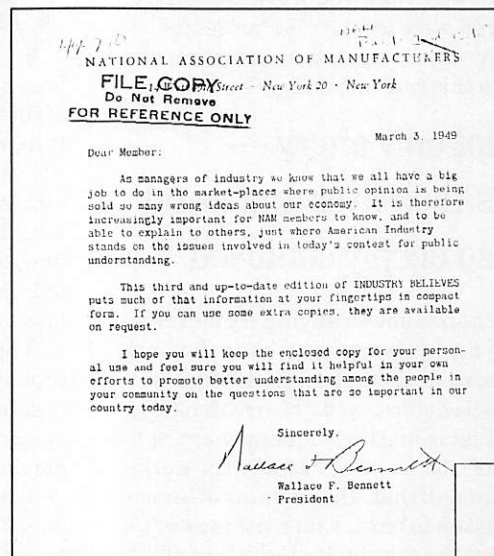 NATIONAL ASSOCIATION OF MANUFACTURERS
FILE COPY
Street - New York 20 - New York
Do Not Remove
FOR REFERENCE ONLY
March 3, 1949
Dear Member:
As managers of industry we know that we all have a big
job to do in the market-places where public opinion is being
sold so many wrong ideas about our economy. It is therefore
increasingly important for NAM members to know, and to be
able to explain to others, just where American Industry
stands on the issues involved in today's contest for public
understanding.
This third and up-to-date edition of INDUSTRY BELIEVES
puts much of that information at your fingertips in compact
form. If you can use some extra copies, they are available
on request.
I hope you will keep the enclosed copy for your person-
al use and feel sure you will find it helpful in your own
efforts to promote better understanding among the people in
your community on the questions that are so important in our
country today.
Sincerely,
Wallace F Bennett
Wallace F. Bennett
President